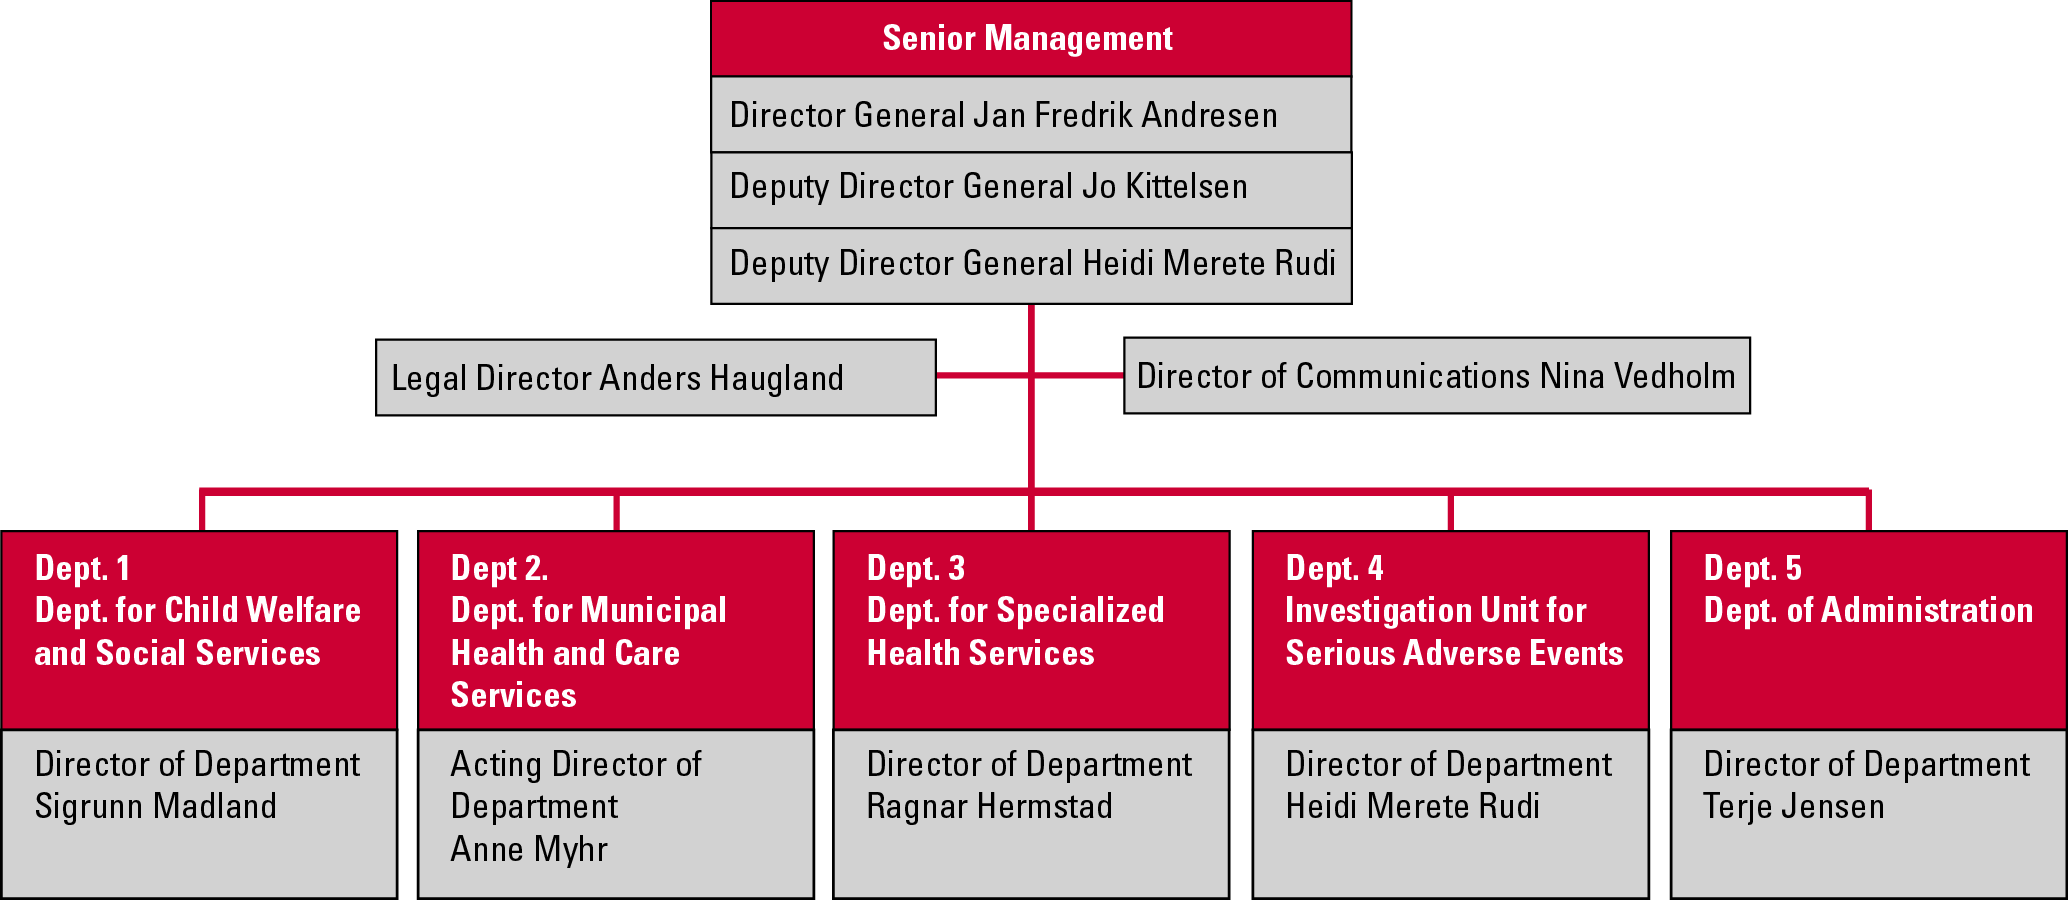 Senior Management
Director General Jan Fredrik Andresen
Deputy Director General Jo Kittelsen
Deputy Director General Heidi Merete Rudi
Legal Director Anders Haugland
Director of Communications Nina Vedholm
Dept. 1
Dept. for Child Welfare
and Social Services
Director of Department
Sigrunn Madland
Dept 2.
Dept. for Municipal
Health and Care
Services
Acting Director of
Department
Anne Myhr
Dept. 3
Dept. for Specialized
Health Services
Director of Department
Ragnar Hermstad
Dept. 4
Investigation Unit for
Serious Adverse Events
Director of Department
Heidi Merete Rudi
Dept. 5
Dept. of Administration
Director of Department
Terje Jensen